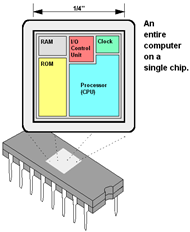 1/4"
An
entire
computer
on a
single chip.
RAM
I/O
Control
Unit
Clock
ROM
Processor
(CPU)